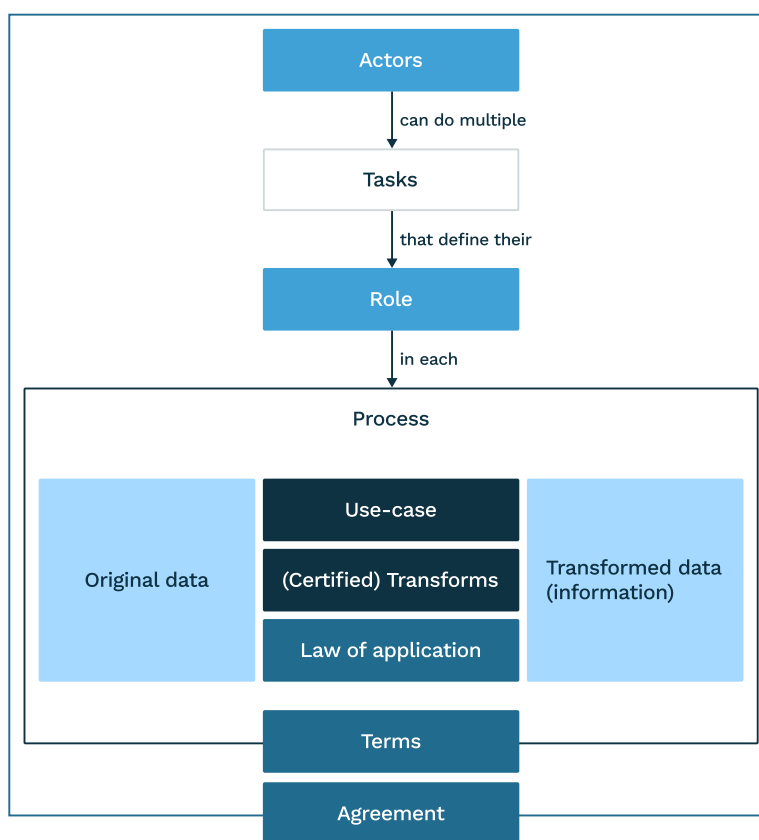 Actors
can do multiple
Tasks
that define their
Role
in each
Process
Use-case
Original data
(Certified) Transforms
Transformed data
(information)
Law of application
Terms
Agreement